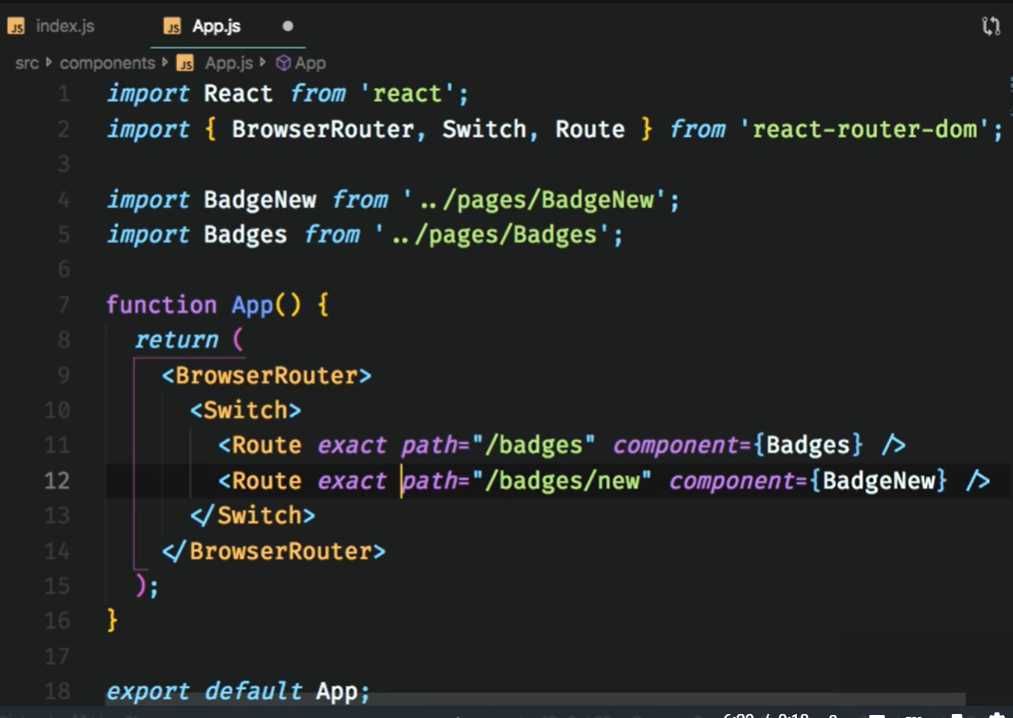 JS index.js JS App.js
src components JS App.js App
1 import React from 'react';
2 import { BrowserRouter, Switch, Route } from 'react-router-dom';
3
4 import BadgeNew from '../pages/BadgeNew';
5 import Badges from '../pages/Badges';
6
7 function App() {
8 return (
9 <BrowserRouter>
10 <Switch>
11 <Route exact path="/badges" component={Badges} />
12 <Route exact path="/badges/new" component={BadgeNew} />
13 </Switch>
14 </BrowserRouter>
15 );
16 }
17
18 export default App;